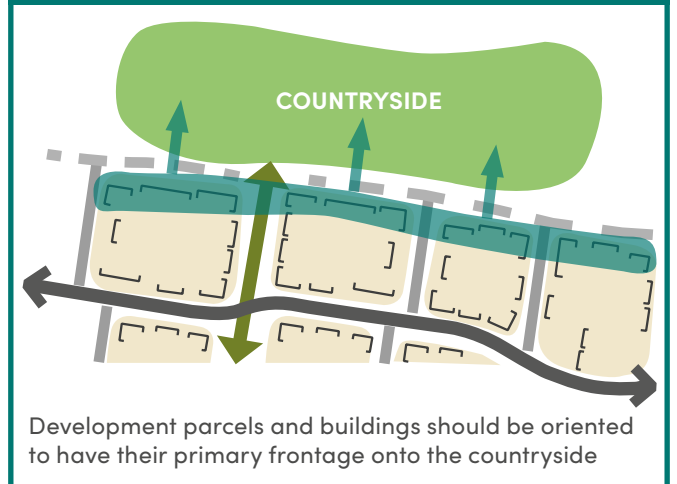 COUNTRYSIDE
Development parcels and buildings should be oriented
to have their primary frontage onto the countryside